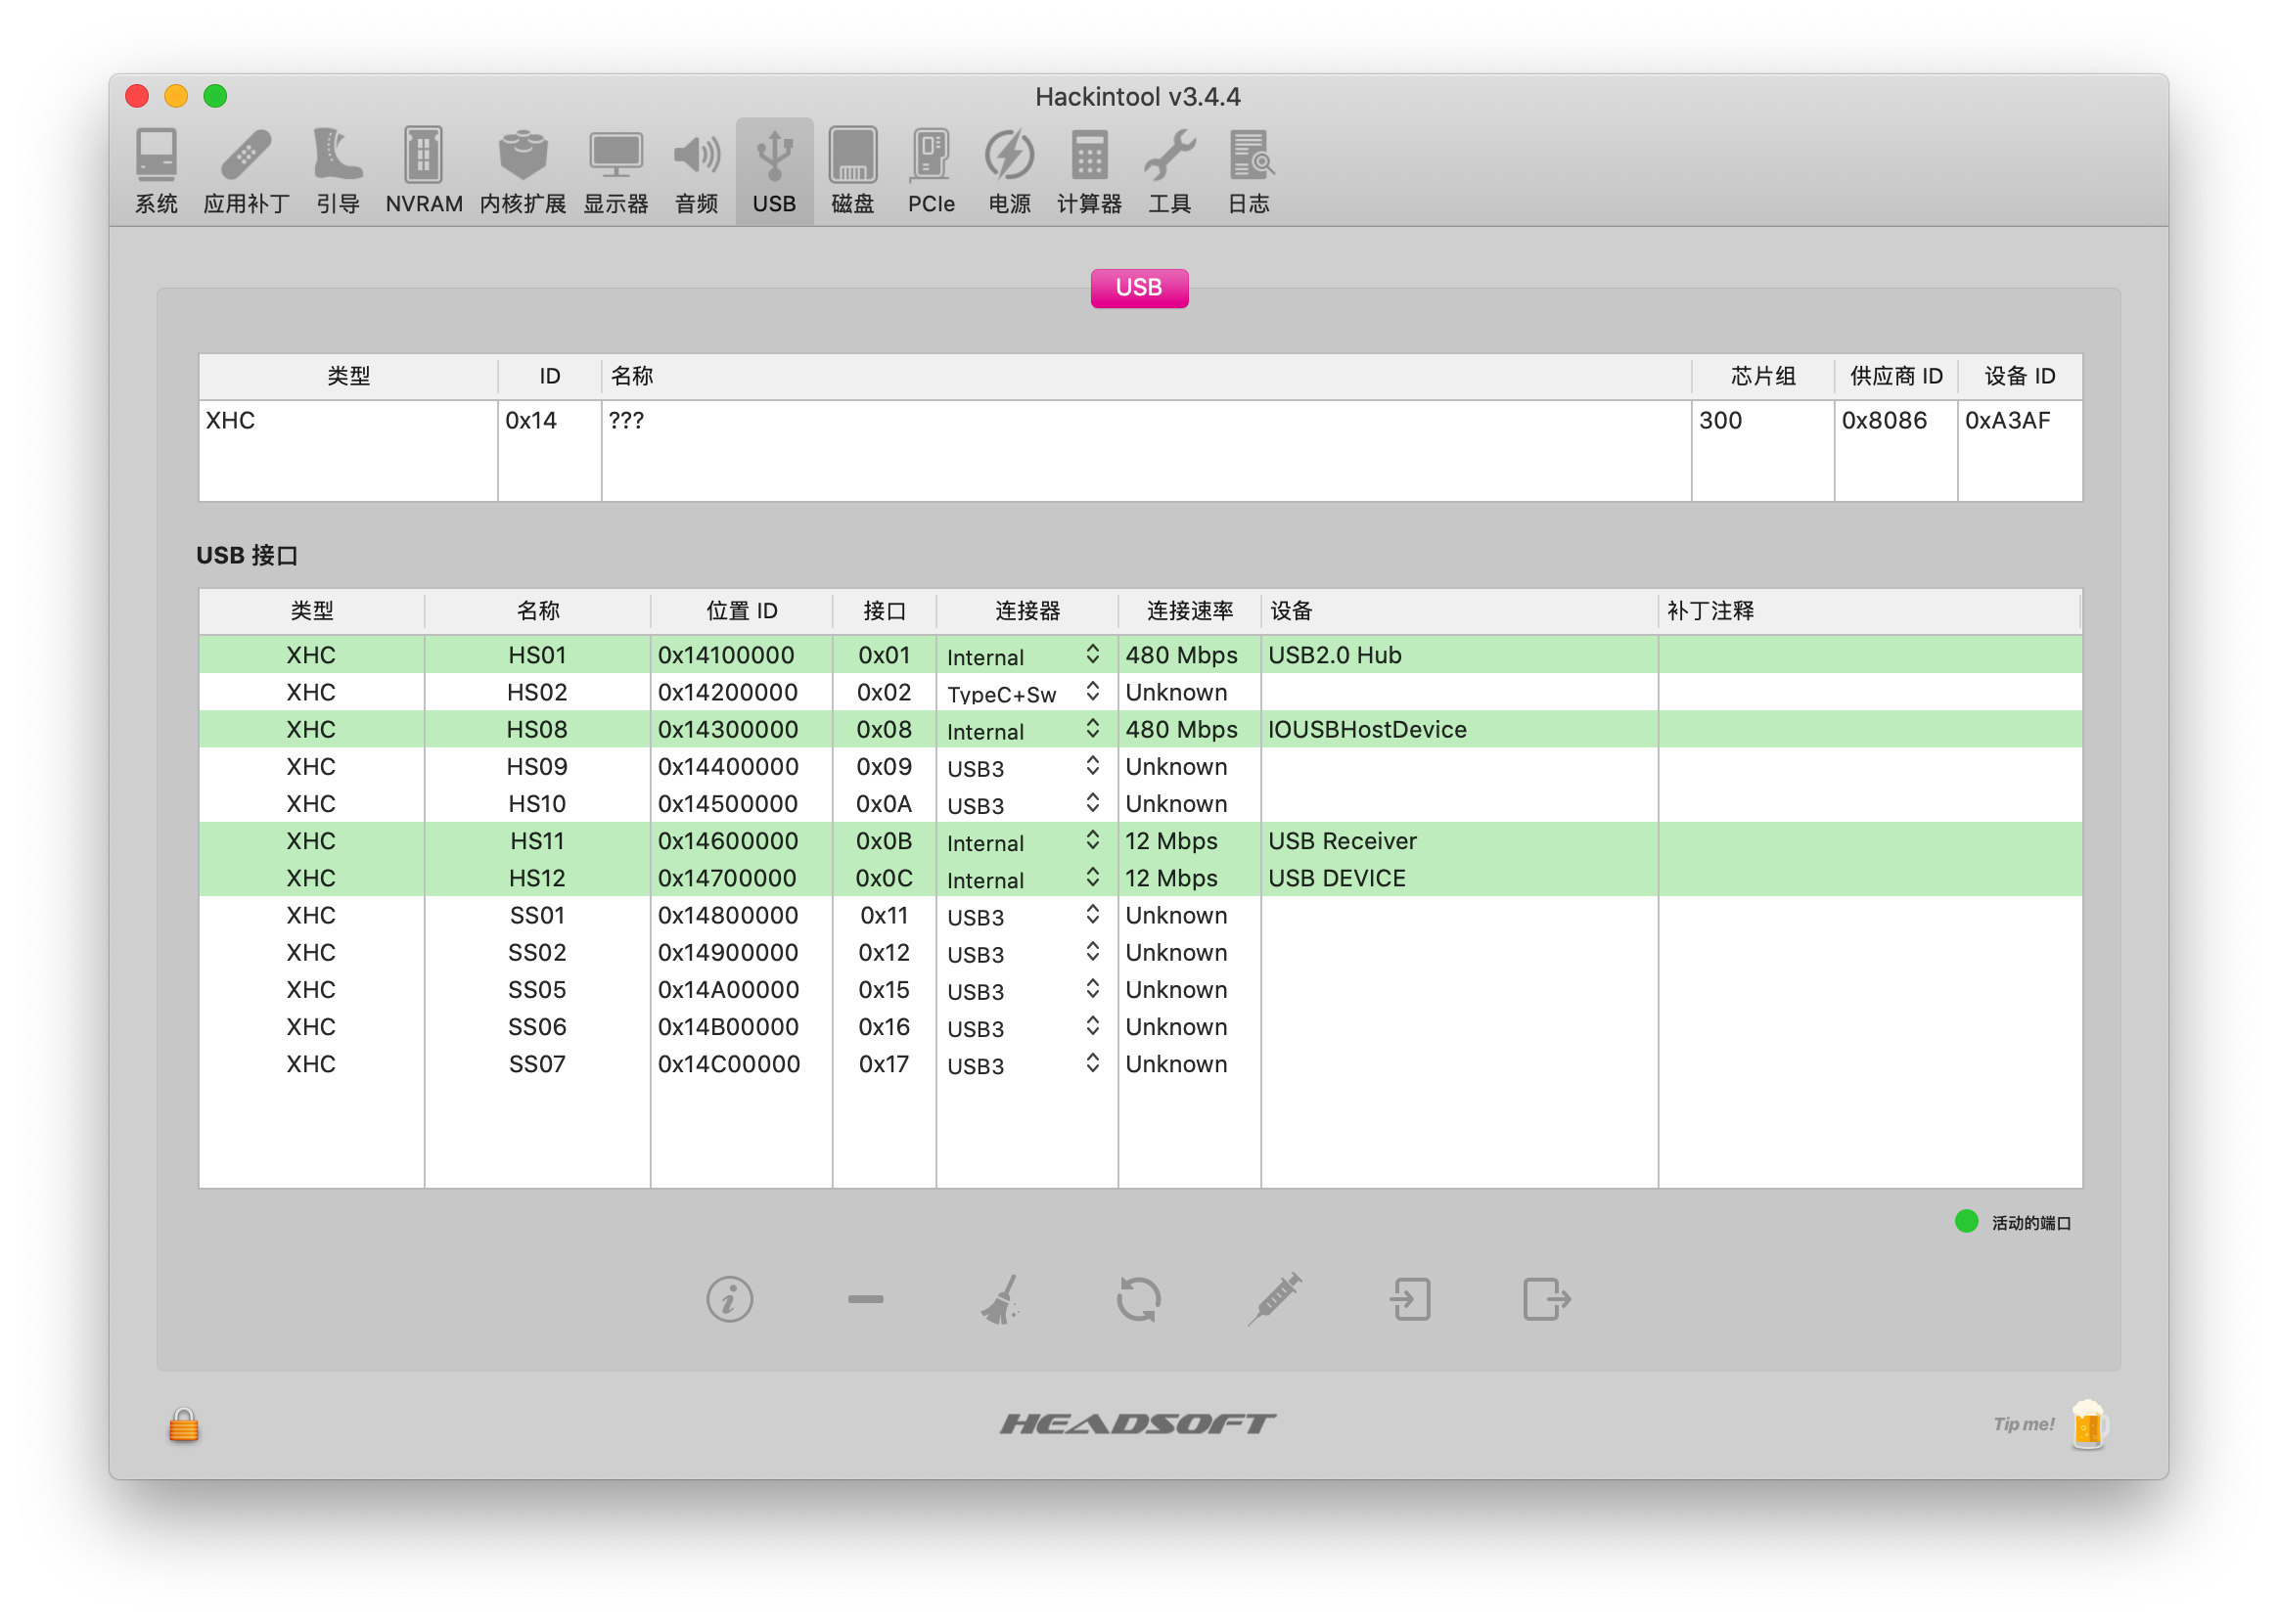 Hackintool v3.4.4
系统 应用补丁 引导 NVRAM 内核扩展 显示器 音频 USB 磁盘 PCIe 电源 计算器 工具 日志
USB
类型 ID 名称 芯片组 供应商 ID 设备 ID
XHC 0x14 ??? 300 0x8086 0xA3AF
USB 接口
类型 名称 位置 ID 接口 连接器 连接速率 设备 补丁注释
XHC HS01 0x14100000 0x01 Internal 480 Mbps USB2.0 Hub
XHC HS02 0x14200000 0x02 TypeC+Sw Unknown
XHC HS08 0x14300000 0x08 Internal 480 Mbps IOUSBHostDevice
XHC HS09 0x14400000 0x09 USB3 Unknown
XHC HS10 0x14500000 0x0A USB3 Unknown
XHC HS11 0x14600000 0x0B Internal 12 Mbps USB Receiver
XHC HS12 0x14700000 0x0C Internal 12 Mbps USB DEVICE
XHC SS01 0x14800000 0x11 USB3 Unknown
XHC SS02 0x14900000 0x12 USB3 Unknown
XHC SS05 0x14A00000 0x15 USB3 Unknown
XHC SS06 0x14B00000 0x16 USB3 Unknown
XHC SS07 0x14C00000 0x17 USB3 Unknown
活动的端口
HEADSOFT
Tip me!